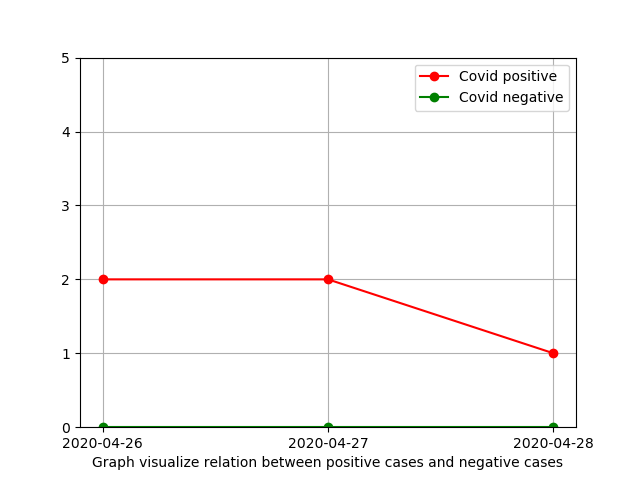 5
Covid positive
Covid negative
4
3
2
1
0
2020-04-26 2020-04-27 2020-04-28
Graph visualize relation between positive cases and negative cases